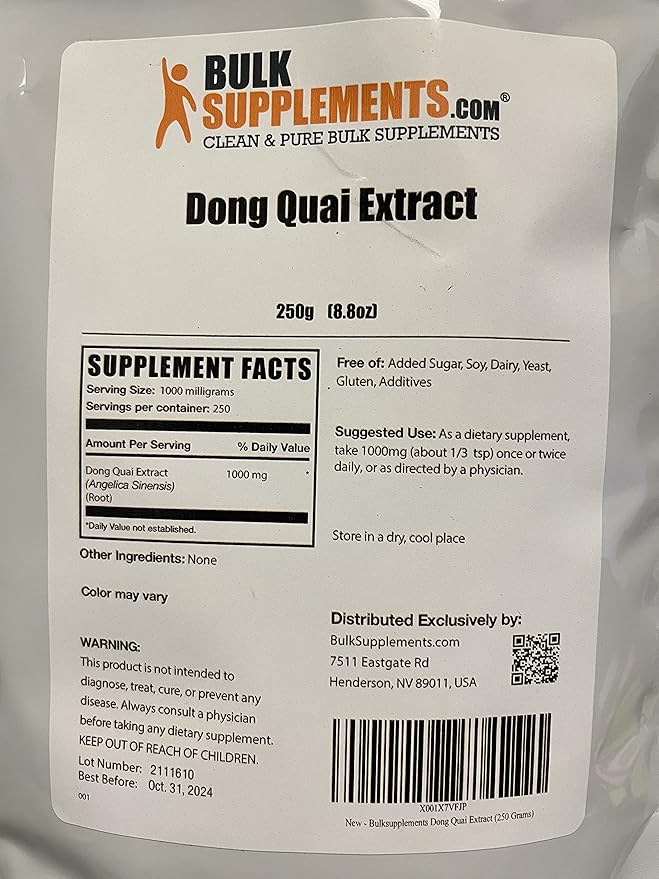 BULK
SUPPLEMENTS.COM®
CLEAN & PURE BULK SUPPLEMENTS
Dong Quai Extract
250g (8.8oz)
SUPPLEMENT FACTS
Serving Size: 1000 milligrams
Servings per container: 250
Amount Per Serving % Daily Value
Dong Quai Extract 1000 mg *
(Angelica Sinensis)
(Root)
*Daily Value not established.
Other Ingredients: None
Color may vary
WARNING:
This product is not intended to
diagnose, treat, cure, or prevent any
disease. Always consult a physician
before taking any dietary supplement.
KEEP OUT OF REACH OF CHILDREN.
Lot Number: 2111610
Best Before: Oct. 31, 2024
001
Free of: Added Sugar, Soy, Dairy, Yeast,
Gluten, Additives
Suggested Use: As a dietary supplement,
take 1000mg (about 1/3 tsp) once or twice
daily, or as directed by a physician.
Store in a dry, cool place
Distributed Exclusively by:
BulkSupplements.com
7511 Eastgate Rd
Henderson, NV 89011, USA
X001X7VFJP
New - Bulksupplements Dong Quai Extract (250 Grams)